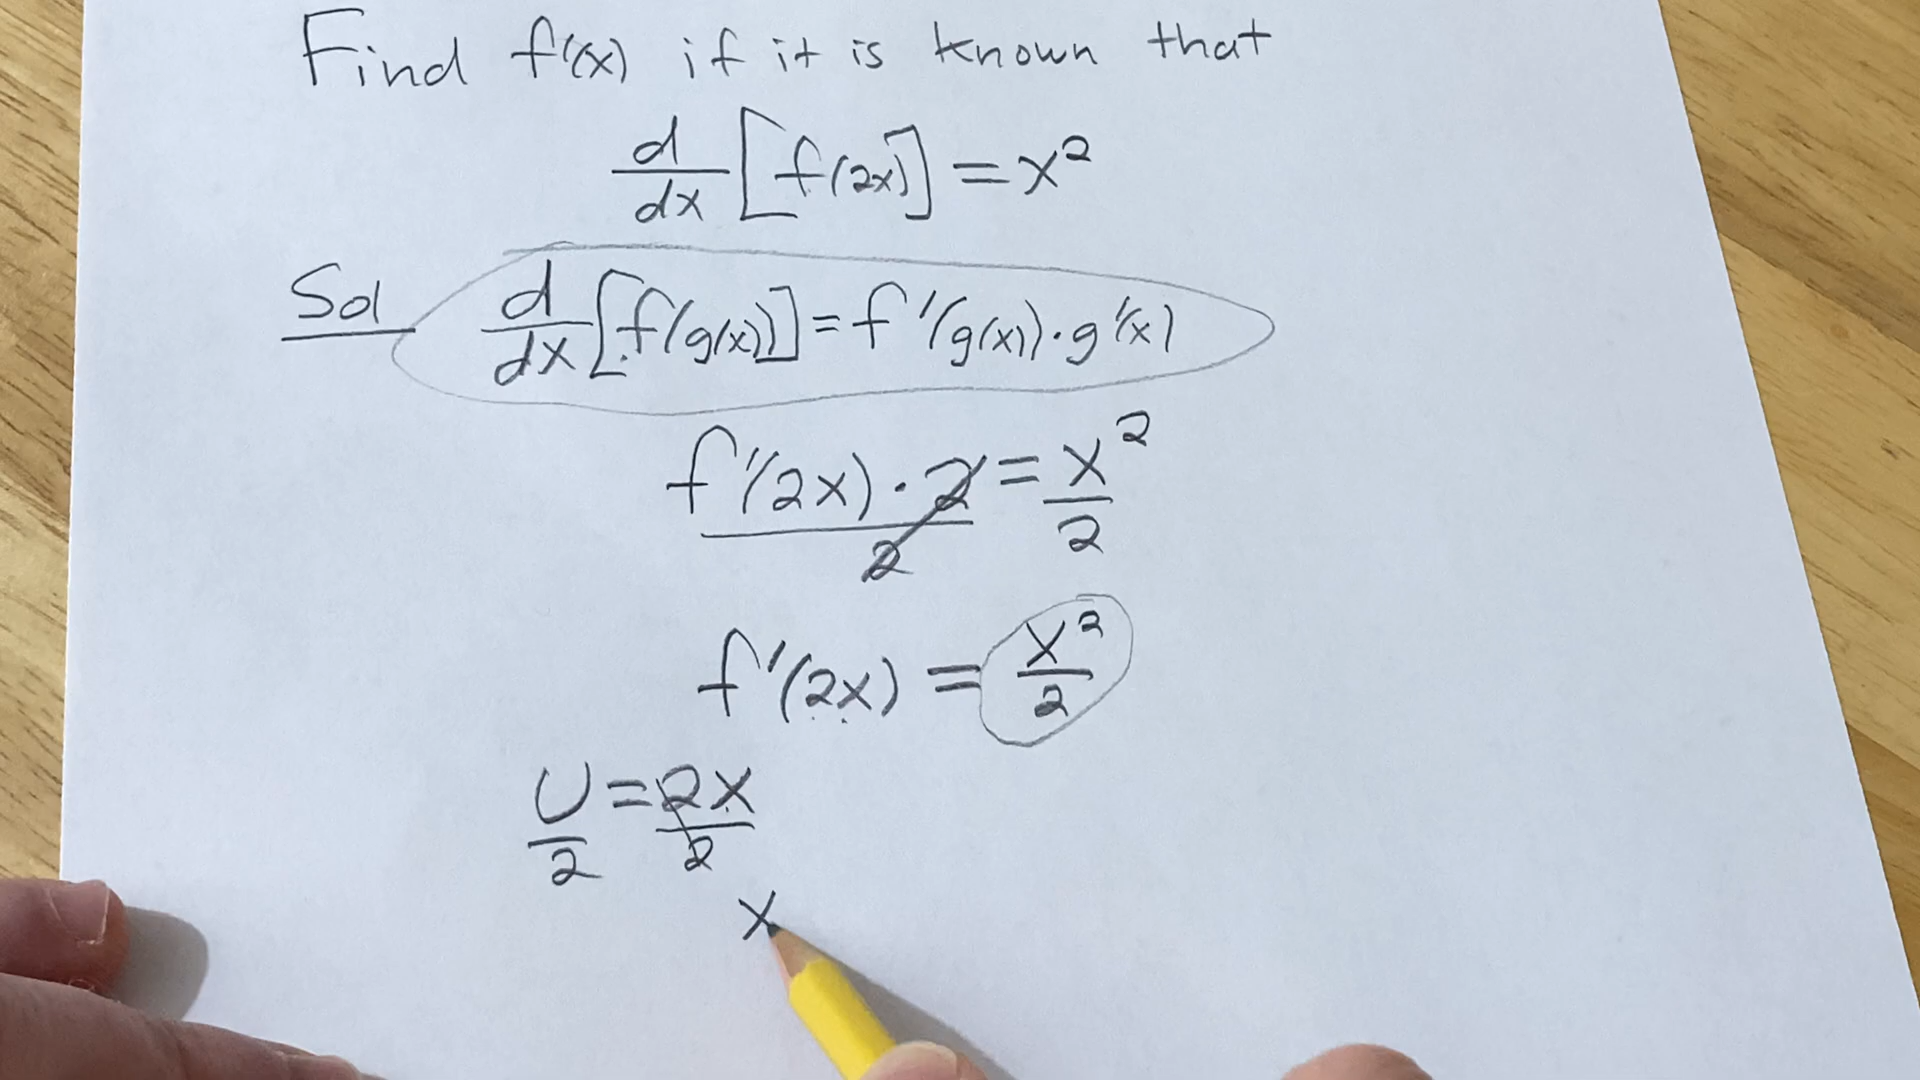 Find f'(x) if it is known that
d/dx [f(2x)] = x²
Sol d/dx [f(g(x))] = f'(g(x)) · g'(x)
f'(2x) · 2 / 2 = x² / 2
f'(2x) = x² / 2
U/2 = 2x/2
x